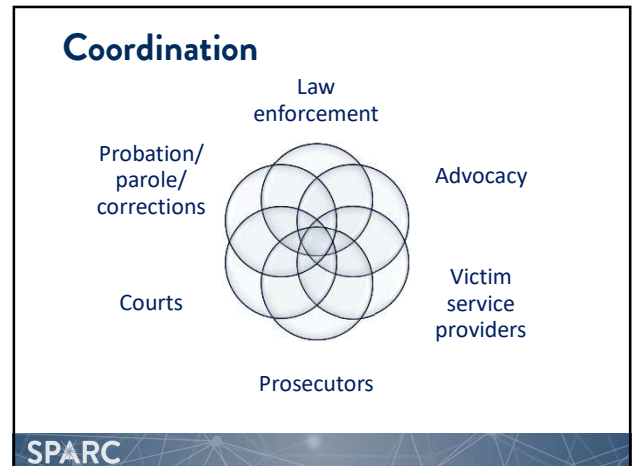 Coordination
Law
enforcement
Probation/
parole/
corrections
Advocacy
Courts
Victim
service
providers
Prosecutors
SPARC